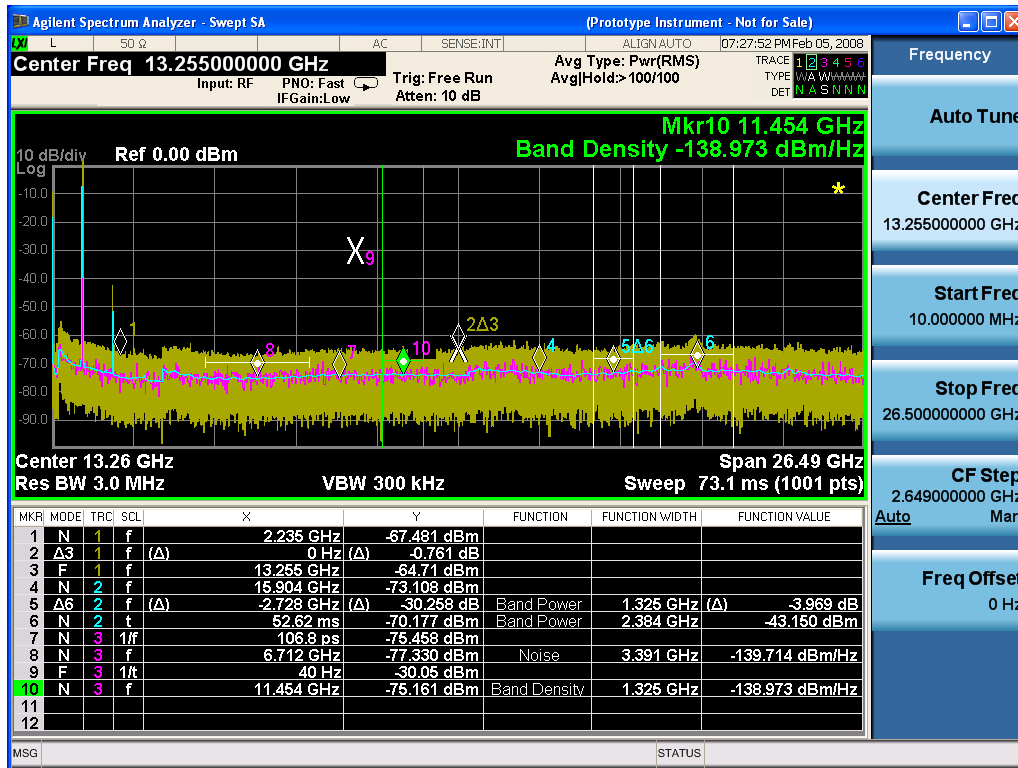 Agilent Spectrum Analyzer - Swept SA (Prototype Instrument - Not for Sale)
LXI L 50 Ω AC SENSE:INT ALIGN AUTO 07:27:52 PM Feb 05, 2008
Center Freq 13.255000000 GHz
Input: RF PNO: Fast IFGain:Low
Trig: Free Run
Atten: 10 dB
Avg Type: Pwr(RMS)
Avg|Hold:>100/100
TRACE 1 2 3 4 5 6
TYPE W A W W W W
DET N A S N N N
Frequency
Auto Tune
Center Freq
13.255000000 GHz
Start Freq
10.000000 MHz
Stop Freq
26.500000000 GHz
CF Step
2.649000000 GHz
Auto Man
Freq Offset
0 Hz
Mkr10 11.454 GHz
Band Density -138.973 dBm/Hz
10 dB/div
Log
Ref 0.00 dBm
-10.0
-20.0
-30.0
-40.0
-50.0
-60.0
-70.0
-80.0
-90.0
*
X9
1
2Δ3
8
7
10
4
5Δ6
6
Center 13.26 GHz Span 26.49 GHz
Res BW 3.0 MHz VBW 300 kHz Sweep 73.1 ms (1001 pts)
MKR MODE TRC SCL X Y FUNCTION FUNCTION WIDTH FUNCTION VALUE
1 N 1 f 2.235 GHz -67.481 dBm
2 Δ3 1 f (Δ) 0 Hz (Δ) -0.761 dB
3 F 1 f 13.255 GHz -64.71 dBm
4 N 2 f 15.904 GHz -73.108 dBm
5 Δ6 2 f (Δ) -2.728 GHz (Δ) -30.258 dB Band Power 1.325 GHz (Δ) -3.969 dB
6 N 2 t 52.62 ms -70.177 dBm Band Power 2.384 GHz -43.150 dBm
7 N 3 1/f 106.8 ps -75.458 dBm
8 N 3 f 6.712 GHz -77.330 dBm Noise 3.391 GHz -139.714 dBm/Hz
9 F 3 1/t 40 Hz -30.05 dBm
10 N 3 f 11.454 GHz -75.161 dBm Band Density 1.325 GHz -138.973 dBm/Hz
11
12
MSG STATUS